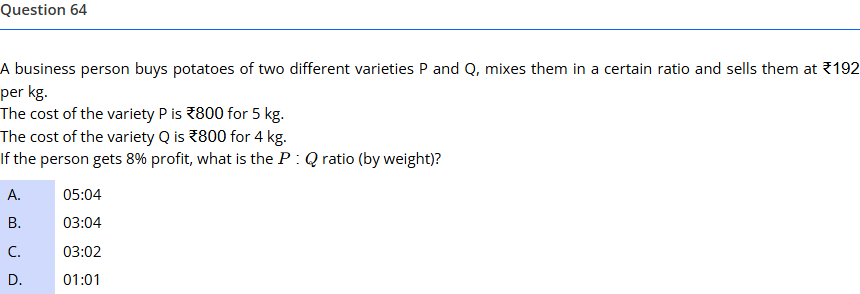 Question 64
A business person buys potatoes of two different varieties P and Q, mixes them in a certain ratio and sells them at ₹192
per kg.
The cost of the variety P is ₹800 for 5 kg.
The cost of the variety Q is ₹800 for 4 kg.
If the person gets 8% profit, what is the P : Q ratio (by weight)?
A. 05:04
B. 03:04
C. 03:02
D. 01:01